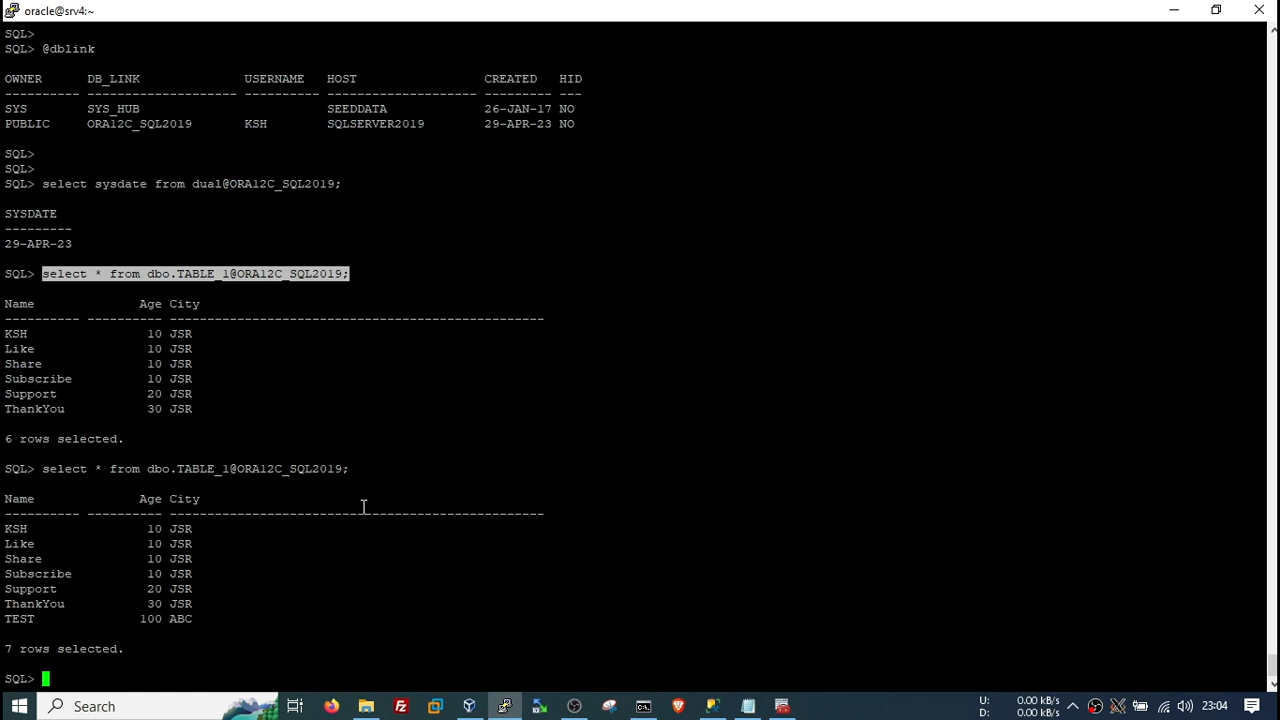 oracle@srv4:~
SQL>
SQL> @dblink
OWNER DB_LINK USERNAME HOST CREATED HID
---------- -------------------- ---------- -------------------- --------- ---
SYS SYS_HUB SEEDDATA 26-JAN-17 NO
PUBLIC ORA12C_SQL2019 KSH SQLSERVER2019 29-APR-23 NO
SQL>
SQL>
SQL> select sysdate from dual@ORA12C_SQL2019;
SYSDATE
---------
29-APR-23
SQL> select * from dbo.TABLE_1@ORA12C_SQL2019;
Name Age City
---------- ---------- --------------------------------------------------
KSH 10 JSR
Like 10 JSR
Share 10 JSR
Subscribe 10 JSR
Support 20 JSR
ThankYou 30 JSR
6 rows selected.
SQL> select * from dbo.TABLE_1@ORA12C_SQL2019;
Name Age City
---------- ---------- --------------------------------------------------
KSH 10 JSR
Like 10 JSR
Share 10 JSR
Subscribe 10 JSR
Support 20 JSR
ThankYou 30 JSR
TEST 100 ABC
7 rows selected.
SQL>
Search
U: 0.00 kB/s
D: 0.00 kB/s
23:04